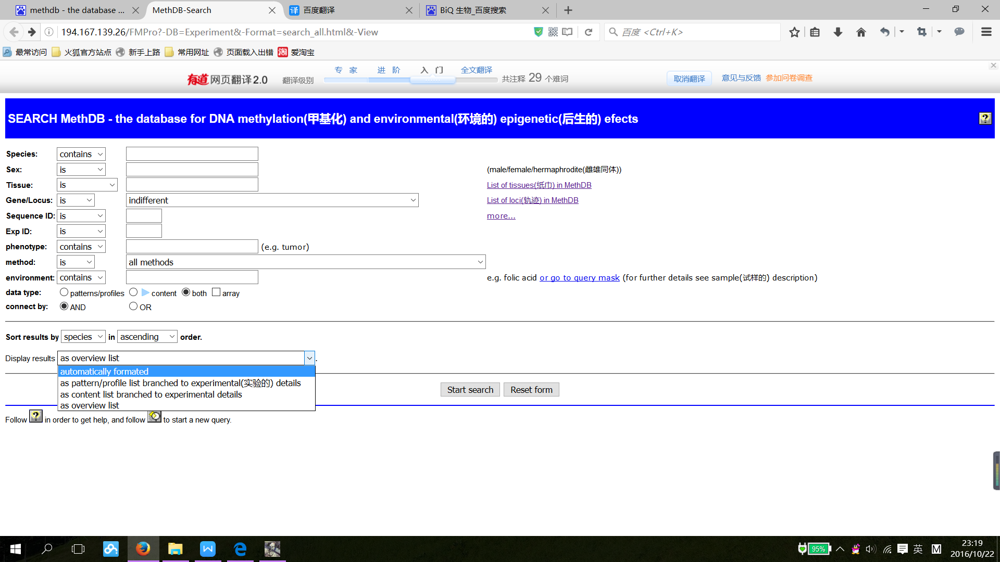 methdb - the database ...
MethDB-Search
百度翻译
BiQ 生物_百度搜索
194.167.139.26/FMPro?-DB=Experiment&-Format=search_all.html&-View
百度 <Ctrl+K>
最常访问 火狐官方站点 新手上路 常用网址 页面载入出错 淘 爱淘宝
有道 网页翻译2.0 翻译级别 专 家 进 阶 入 门 全文翻译 共注释 29 个难词 取消翻译 意见与反馈 参加问卷调查
SEARCH MethDB - the database for DNA methylation(甲基化) and environmental(环境的) epigenetic(后生的) efects
Species: contains
Sex: is (male/female/hermaphrodite(雌雄同体))
Tissue: is List of tissues(纸巾) in MethDB
Gene/Locus: is indifferent List of loci(轨迹) in MethDB
Sequence ID: is more...
Exp ID: is
phenotype: contains (e.g. tumor)
method: is all methods
environment: contains e.g. folic acid or go to query mask (for further details see sample(试样的) description)
data type: patterns/profiles content both array
connect by: AND OR
Sort results by species in ascending order.
Display results as overview list .
automatically formated
as pattern/profile list branched to experimental(实验的) details
as content list branched to experimental details
as overview list
Start search Reset form
Follow ? in order to get help, and follow to start a new query.
95% 英 M 23:19
2016/10/22